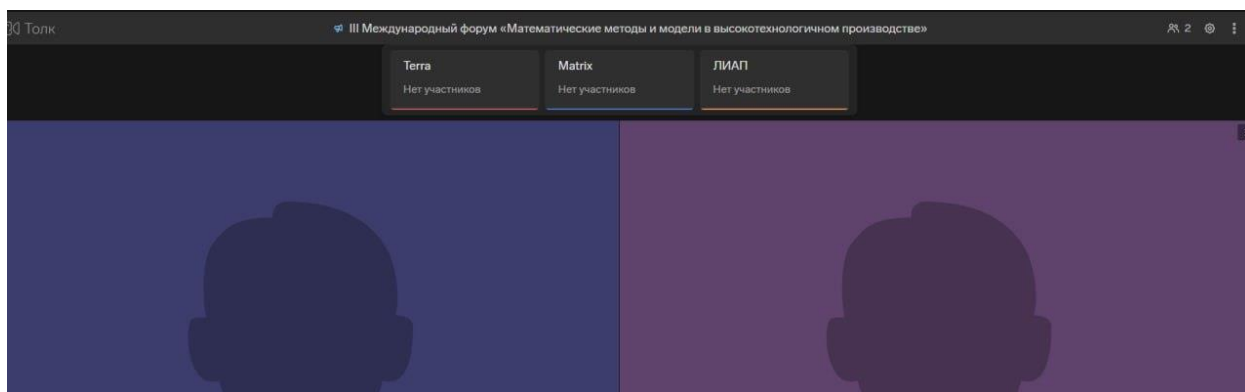 Толк
III Международный форум «Математические методы и модели в высокотехнологичном производстве»
2
Terra
Нет участников
Matrix
Нет участников
ЛИАП
Нет участников